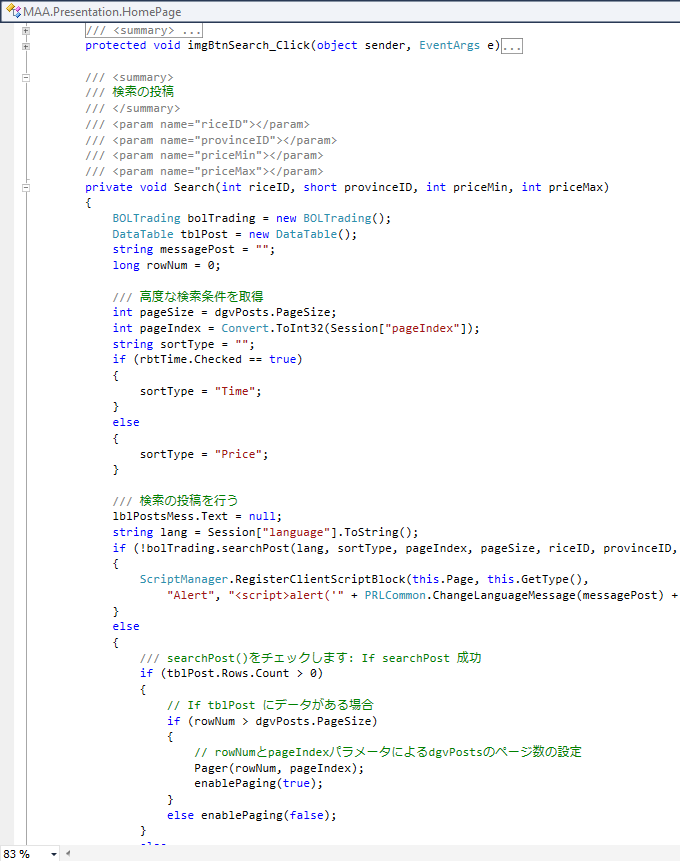 MAA.Presentation.HomePage
/// <summary> ...
protected void imgBtnSearch_Click(object sender, EventArgs e)...
/// <summary>
/// 検索の投稿
/// </summary>
/// <param name="riceID"></param>
/// <param name="provinceID"></param>
/// <param name="priceMin"></param>
/// <param name="priceMax"></param>
private void Search(int riceID, short provinceID, int priceMin, int priceMax)
{
BOLTrading bolTrading = new BOLTrading();
DataTable tblPost = new DataTable();
string messagePost = "";
long rowNum = 0;
/// 高度な検索条件を取得
int pageSize = dgvPosts.PageSize;
int pageIndex = Convert.ToInt32(Session["pageIndex"]);
string sortType = "";
if (rbtTime.Checked == true)
{
sortType = "Time";
}
else
{
sortType = "Price";
}
/// 検索の投稿を行う
lblPostsMess.Text = null;
string lang = Session["language"].ToString();
if (!bolTrading.searchPost(lang, sortType, pageIndex, pageSize, riceID, provinceID,
{
ScriptManager.RegisterClientScriptBlock(this.Page, this.GetType(),
"Alert", "<script>alert('" + PRLCommon.ChangeLanguageMessage(messagePost) +
}
else
{
/// searchPost()をチェックします: If searchPost 成功
if (tblPost.Rows.Count > 0)
{
// If tblPost にデータがある場合
if (rowNum > dgvPosts.PageSize)
{
// rowNumとpageIndexパラメータによるdgvPostsのページ数の設定
Pager(rowNum, pageIndex);
enablePaging(true);
}
else enablePaging(false);
}
83 %